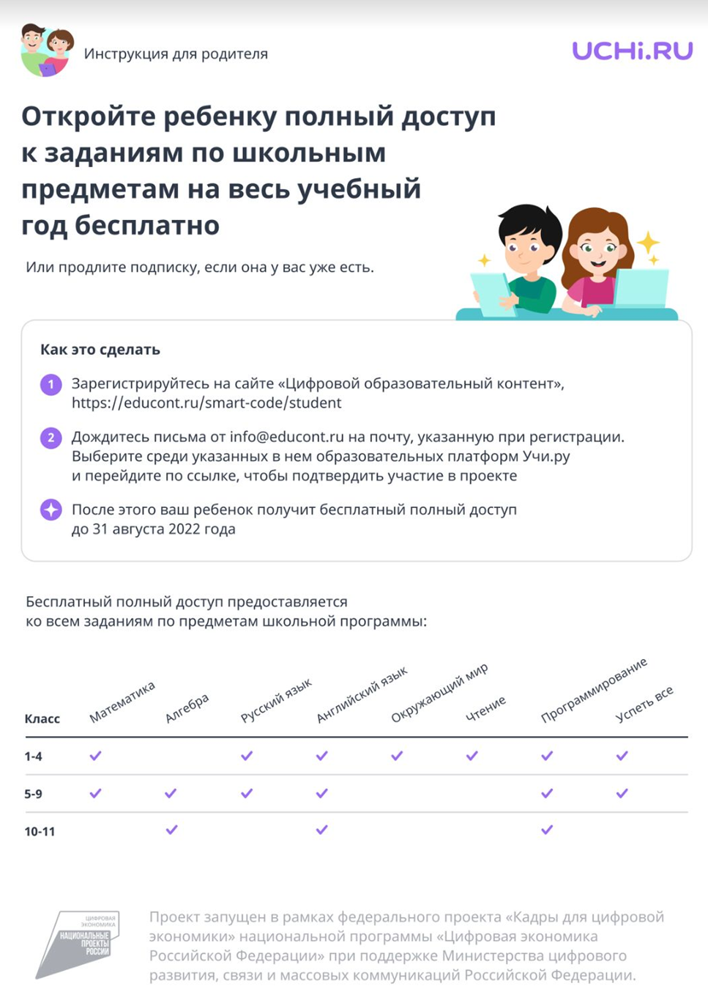 Инструкция для родителя
UCHi.RU
Откройте ребенку полный доступ
к заданиям по школьным
предметам на весь учебный
год бесплатно
Или продлите подписку, если она у вас уже есть.
Как это сделать
1 Зарегистрируйтесь на сайте «Цифровой образовательный контент»,
https://educont.ru/smart-code/student
2 Дождитесь письма от info@educont.ru на почту, указанную при регистрации.
Выберите среди указанных в нем образовательных платформ Учи.ру
и перейдите по ссылке, чтобы подтвердить участие в проекте
После этого ваш ребенок получит бесплатный полный доступ
до 31 августа 2022 года
Бесплатный полный доступ предоставляется
ко всем заданиям по предметам школьной программы:
Класс Математика Алгебра Русский язык Английский язык Окружающий мир Чтение Программирование Успеть все
1-4
5-9
10-11
ЦИФРОВАЯ
ЭКОНОМИКА
НАЦИОНАЛЬНЫЕ
ПРОЕКТЫ
РОССИИ
Проект запущен в рамках федерального проекта «Кадры для цифровой
экономики» национальной программы «Цифровая экономика
Российской Федерации» при поддержке Министерства цифрового
развития, связи и массовых коммуникаций Российской Федерации.